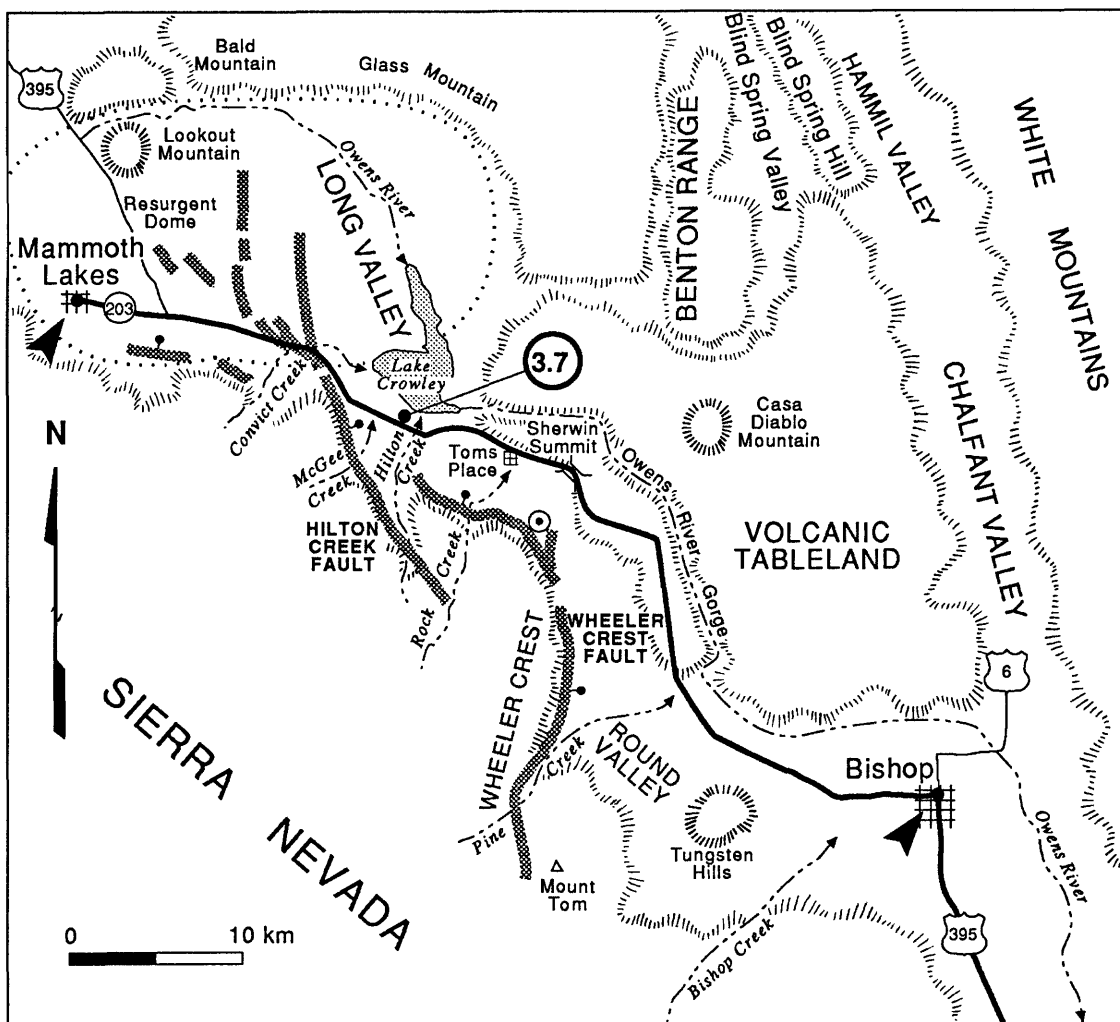 395
Bald
Mountain
Glass Mountain
Blind Spring Valley
Blind Spring Hill
HAMMIL VALLEY
WHITE MOUNTAINS
Lookout
Mountain
Owens River
LONG VALLEY
BENTON RANGE
Resurgent
Dome
Mammoth
Lakes
203
3.7
Lake
Crowley
Convict Creek
Casa
Diablo
Mountain
CHALFANT VALLEY
N
Sherwin
Summit
Hilton
Creek
Toms
Place
McGee
Creek
Owens River Gorge
VOLCANIC
TABLELAND
HILTON
CREEK
FAULT
Rock Creek
WHEELER
CREST
FAULT
WHEELER CREST
6
SIERRA NEVADA
ROUND
VALLEY
Pine Creek
Bishop
Tungsten
Hills
Owens River
Mount
Tom
Bishop Creek
395
0 10 km